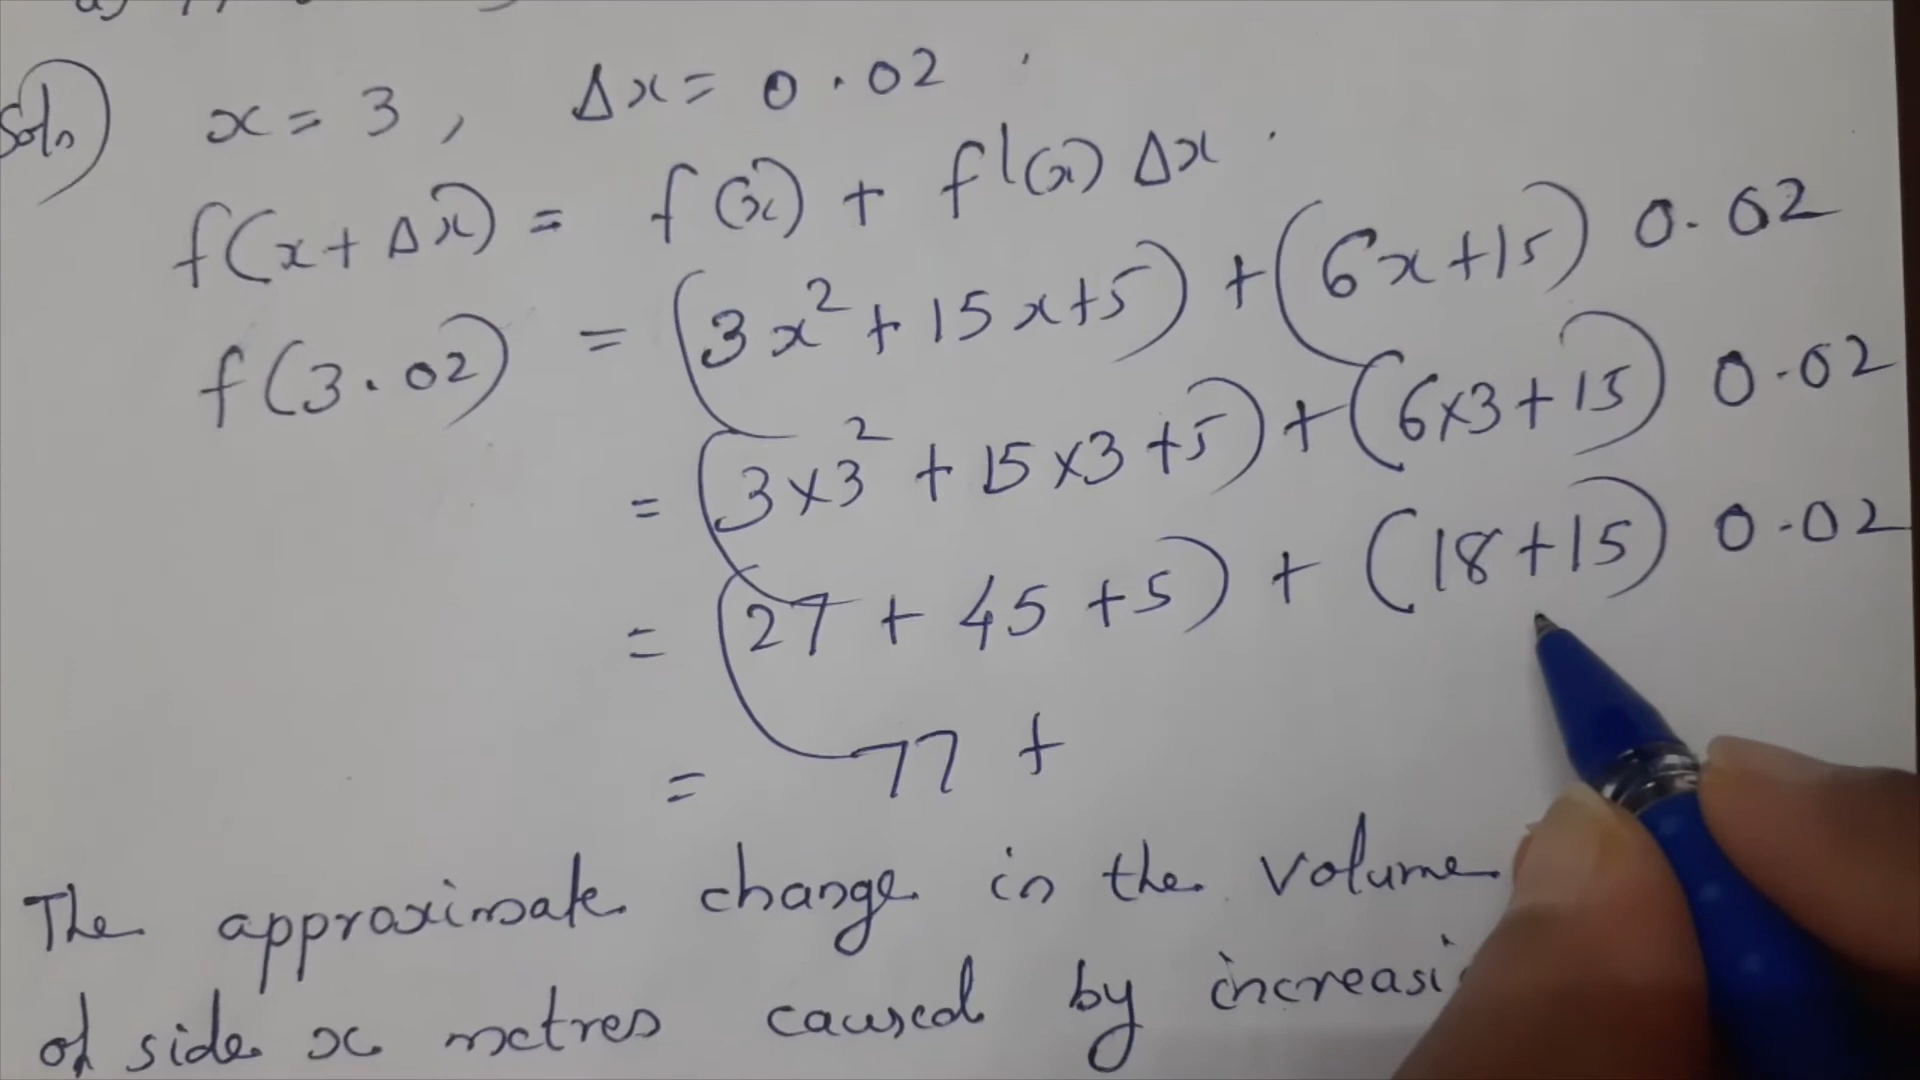 Soln) x = 3 , Δx = 0.02 .
f(x+Δx) = f(x) + f'(x) Δx .
f(3.02) = (3x² + 15x+5) + (6x+15) 0.02
= (3×3² + 15×3+5) + (6×3+15) 0.02
= (27 + 45 +5) + (18+15) 0.02
= 77 +
The approximate change in the volume
of side x metres caused by increasi